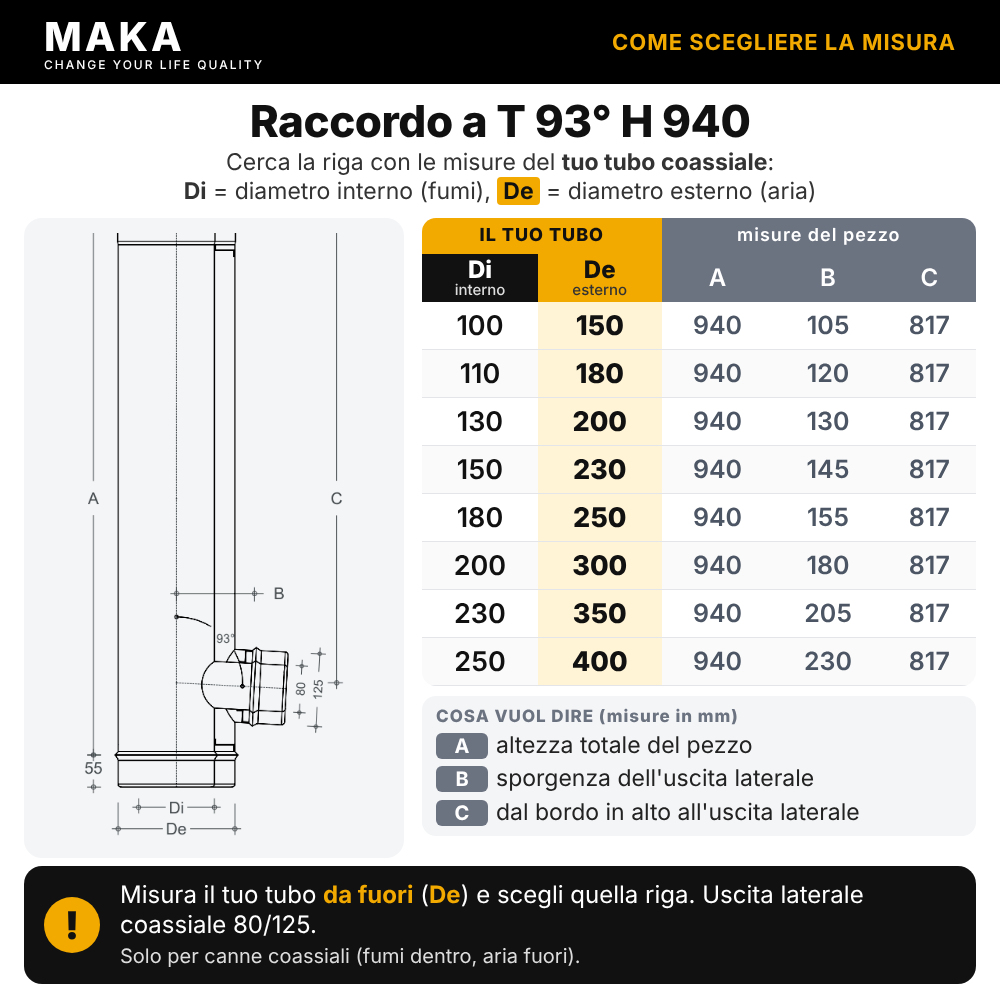 MAKA
CHANGE YOUR LIFE QUALITY
COME SCEGLIERE LA MISURA
Raccordo a T 93° H 940
Cerca la riga con le misure del tuo tubo coassiale:
Di = diametro interno (fumi), De = diametro esterno (aria)
A
C
B
93°
80
125
55
Di
De
IL TUO TUBO misure del pezzo
Di De A B C
interno esterno
100 150 940 105 817
110 180 940 120 817
130 200 940 130 817
150 230 940 145 817
180 250 940 155 817
200 300 940 180 817
230 350 940 205 817
250 400 940 230 817
COSA VUOL DIRE (misure in mm)
A altezza totale del pezzo
B sporgenza dell'uscita laterale
C dal bordo in alto all'uscita laterale
! Misura il tuo tubo da fuori (De) e scegli quella riga. Uscita laterale
coassiale 80/125.
Solo per canne coassiali (fumi dentro, aria fuori).